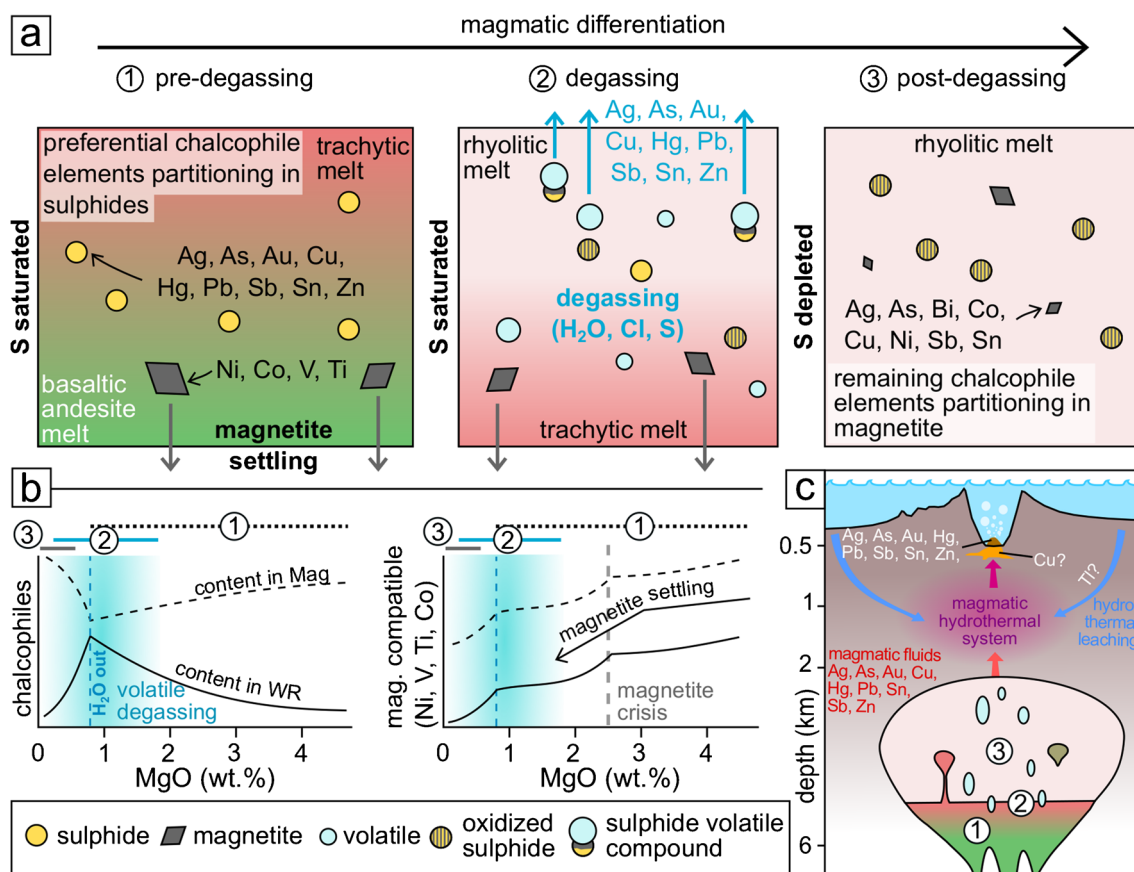 a
magmatic differentiation
① pre-degassing
② degassing
③ post-degassing
S saturated
preferential chalcophile
elements partitioning in
sulphides
trachytic
melt
Ag, As, Au, Cu,
Hg, Pb, Sb, Sn, Zn
Ni, Co, V, Ti
basaltic
andesite
melt
magnetite
settling
S saturated
rhyolitic
melt
Ag, As, Au,
Cu, Hg, Pb,
Sb, Sn, Zn
degassing
(H₂O, Cl, S)
trachytic melt
S depleted
rhyolitic melt
Ag, As, Bi, Co,
Cu, Ni, Sb, Sn
remaining chalcophile
elements partitioning in
magnetite
b
③ ② ①
chalcophiles
content in Mag
content in WR
H₂O out
volatile
degassing
0 1 2 3 4
MgO (wt.%)
③ ② ①
mag. compatible
(Ni, V, Ti, Co)
magnetite settling
magnetite
crisis
0 1 2 3 4
MgO (wt.%)
c
depth (km)
0.5
1
2
6
Ag, As, Au, Hg,
Pb, Sb, Sn, Zn,
Cu?
Tl?
magmatic
hydrothermal
system
hydro
thermal
leaching
magmatic fluids
Ag, As, Au, Cu,
Hg, Pb, Sn,
Sb, Zn
③
②
①
sulphide
magnetite
volatile
oxidized
sulphide
sulphide volatile
compound